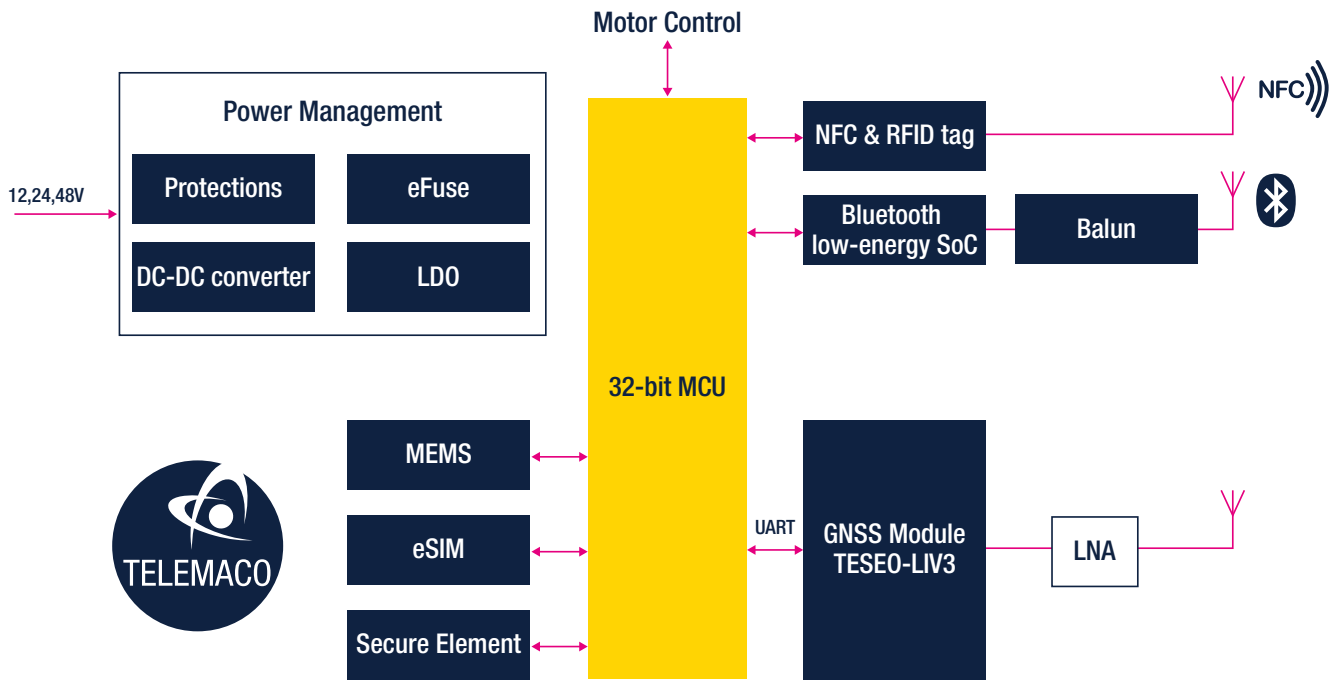 Motor Control
Power Management
Protections
eFuse
DC-DC converter
LDO
12,24,48V
32-bit MCU
NFC & RFID tag
NFC
Bluetooth
low-energy SoC
Balun
MEMS
eSIM
Secure Element
TELEMACO
UART
GNSS Module
TESEO-LIV3
LNA